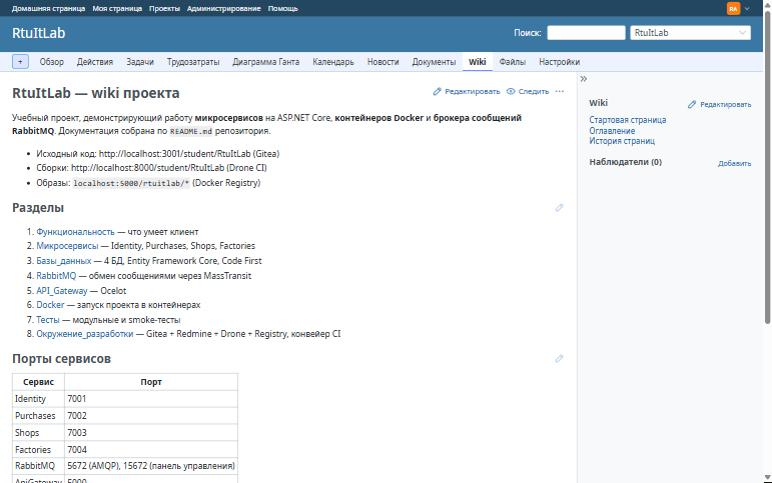 Домашняя страница Моя страница Проекты Администрирование Помощь RA
RtuItLab Поиск: RtuItLab
+ Обзор Действия Задачи Трудозатраты Диаграмма Ганта Календарь Новости Документы Wiki Файлы Настройки
RtuItLab — wiki проекта
Редактировать Следить ...
Учебный проект, демонстрирующий работу микросервисов на ASP.NET Core, контейнеров Docker и брокера сообщений
RabbitMQ. Документация собрана по README.md репозитория.
• Исходный код: http://localhost:3001/student/RtuItLab (Gitea)
• Сборки: http://localhost:8000/student/RtuItLab (Drone CI)
• Образы: localhost:5000/rtuitlab/* (Docker Registry)
Разделы
1. Функциональность — что умеет клиент
2. Микросервисы — Identity, Purchases, Shops, Factories
3. Базы_данных — 4 БД, Entity Framework Core, Code First
4. RabbitMQ — обмен сообщениями через MassTransit
5. API_Gateway — Ocelot
6. Docker — запуск проекта в контейнерах
7. Тесты — модульные и smoke-тесты
8. Окружение_разработки — Gitea + Redmine + Drone + Registry, конвейер CI
Порты сервисов
Сервис Порт
Identity 7001
Purchases 7002
Shops 7003
Factories 7004
RabbitMQ 5672 (AMQP), 15672 (панель управления)
ApiGateway 5000
»
Wiki Редактировать
Стартовая страница
Оглавление
История страниц
Наблюдатели (0) Добавить